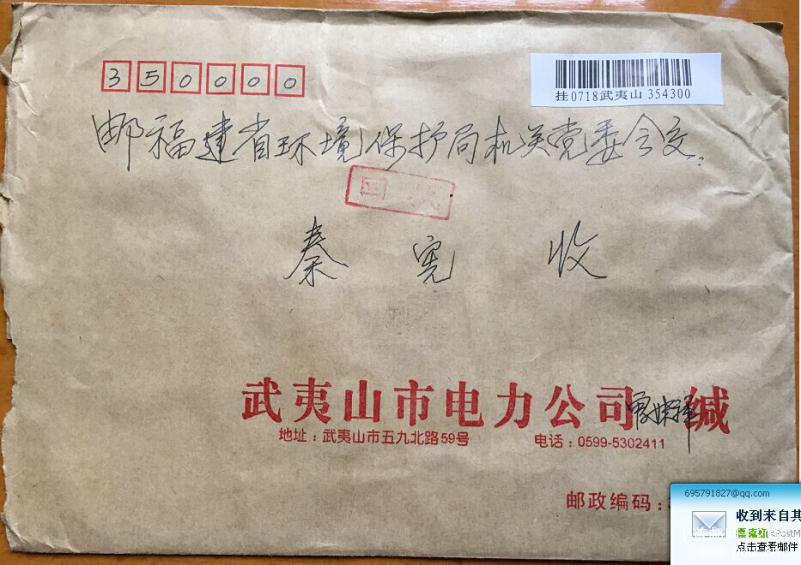 350000
挂0718武夷山 354300
邮福建省环境保护局机关党委会交
秦宪 收
武夷山市电力公司 缄
地址：武夷山市五九北路59号 电话：0599-5302411
邮政编码：
695791827@qq.com
收到来自其
点击查看邮件